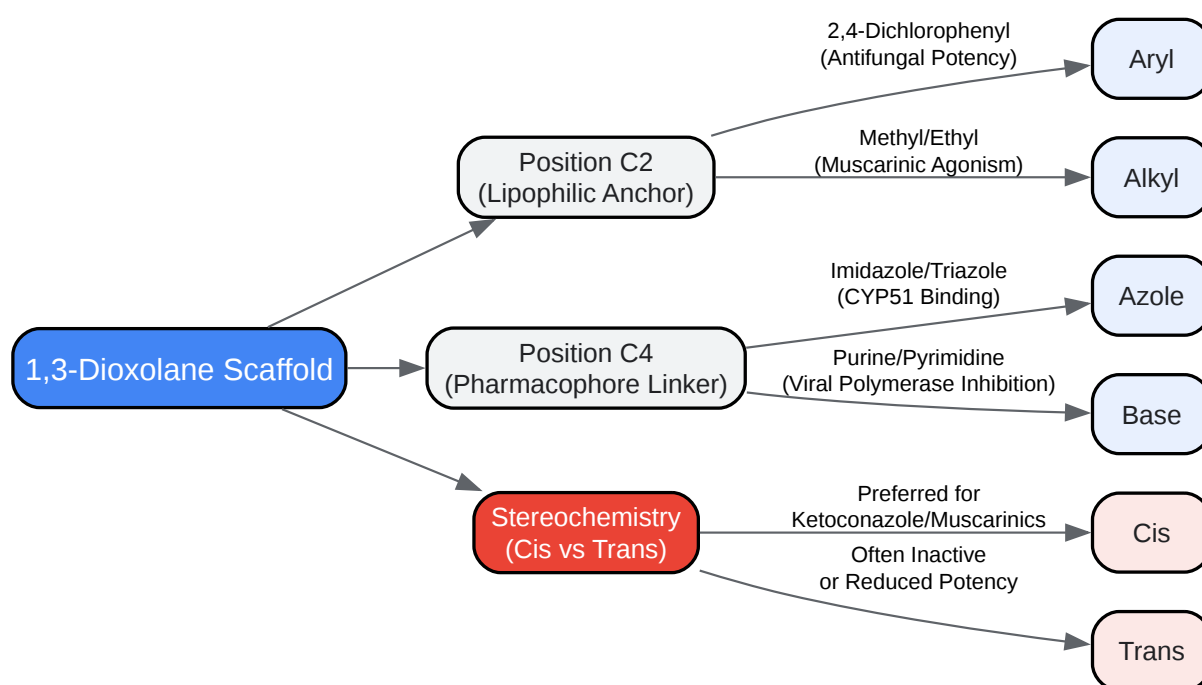 2,4-Dichlorophenyl
(Antifungal Potency)
Aryl
Methyl/Ethyl
(Muscarinic Agonism)
Alkyl
Position C2
(Lipophilic Anchor)
Imidazole/Triazole
(CYP51 Binding)
Azole
1,3-Dioxolane Scaffold
Position C4
(Pharmacophore Linker)
Purine/Pyrimidine
(Viral Polymerase Inhibition)
Base
Stereochemistry
(Cis vs Trans)
Preferred for
Ketoconazole/Muscarinics
Cis
Often Inactive
or Reduced Potency
Trans